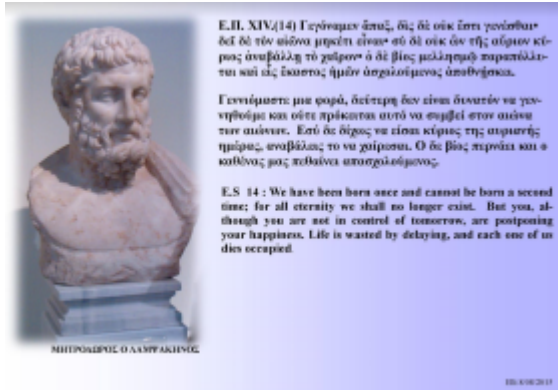 Ε.Π. XIV.(14) Γεγόναμεν ἅπαξ, δὶς δὲ οὐκ ἔστι γενέσθαι·
δεῖ δὲ τὸν αἰῶνα μηκέτι εἶναι· σὺ δὲ οὐκ ὢν τῆς αὔριον κύ-
ριος ἀναβάλλῃ τὸ χαῖρον· ὁ δὲ βίος μελλησμῷ παραπόλλυ-
ται καὶ εἷς ἕκαστος ἡμῶν ἀσχολούμενος ἀποθνῄσκει.
Γεννιόμαστε μια φορά, δεύτερη δεν είναι δυνατόν να γεν-
νηθούμε και ούτε πρόκειται αυτό να συμβεί στον αιώνα
των αιώνων. Εσύ δε δίχως να είσαι κύριος της αυριανής
ημέρας, αναβάλεις το να χαίρεσαι. Ο δε βίος περνάει και ο
καθένας μας πεθαίνει απασχολούμενος.
E.S 14 : We have been born once and cannot be born a second
time; for all eternity we shall no longer exist. But you, al-
though you are not in control of tomorrow, are postponing
your happiness. Life is wasted by delaying, and each one of us
dies occupied.
ΜΗΤΡΟΔΩΡΟΣ Ο ΛΑΜΨΑΚΗΝΟΣ